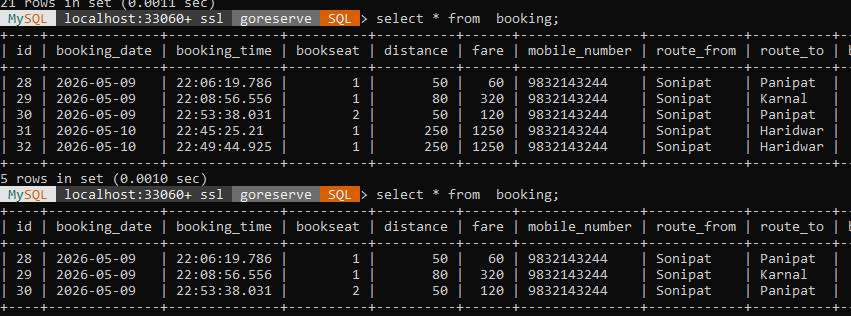 21 rows in set (0.0011 sec)
MySQL localhost:33060+ ssl goreserve SQL > select * from  booking;
| id | booking_date | booking_time | bookseat | distance | fare | mobile_number | route_from | route_to |
| 28 | 2026-05-09 | 22:06:19.786 | 1 | 50 | 60 | 9832143244 | Sonipat | Panipat |
| 29 | 2026-05-09 | 22:08:56.556 | 1 | 80 | 320 | 9832143244 | Sonipat | Karnal |
| 30 | 2026-05-09 | 22:53:38.031 | 2 | 50 | 120 | 9832143244 | Sonipat | Panipat |
| 31 | 2026-05-10 | 22:45:25.21 | 1 | 250 | 1250 | 9832143244 | Sonipat | Haridwar |
| 32 | 2026-05-10 | 22:49:44.925 | 1 | 250 | 1250 | 9832143244 | Sonipat | Haridwar |
5 rows in set (0.0010 sec)
MySQL localhost:33060+ ssl goreserve SQL > select * from  booking;
| id | booking_date | booking_time | bookseat | distance | fare | mobile_number | route_from | route_to |
| 28 | 2026-05-09 | 22:06:19.786 | 1 | 50 | 60 | 9832143244 | Sonipat | Panipat |
| 29 | 2026-05-09 | 22:08:56.556 | 1 | 80 | 320 | 9832143244 | Sonipat | Karnal |
| 30 | 2026-05-09 | 22:53:38.031 | 2 | 50 | 120 | 9832143244 | Sonipat | Panipat |